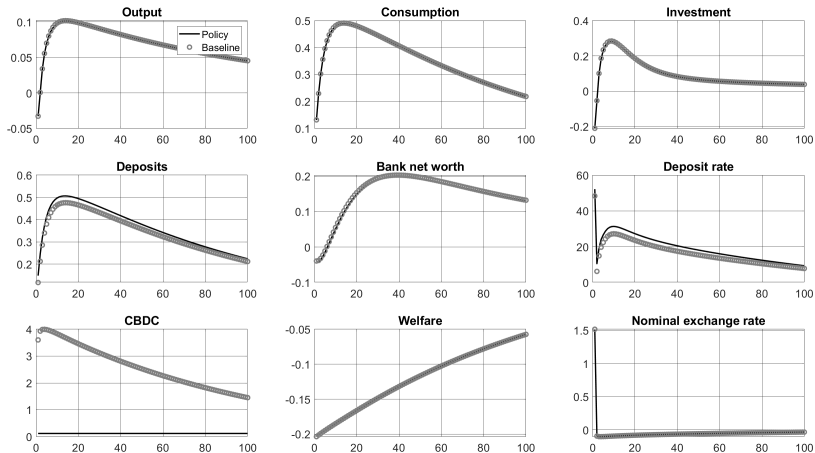 Output
0.1
0.05
0
-0.05
0 20 40 60 80 100
Policy
Baseline
Consumption
0.5
0.4
0.3
0.2
0.1
0 20 40 60 80 100
Investment
0.4
0.2
0
-0.2
0 20 40 60 80 100
Deposits
0.6
0.5
0.4
0.3
0.2
0 20 40 60 80 100
Bank net worth
0.2
0.1
0
-0.1
0 20 40 60 80 100
Deposit rate
60
40
20
0
0 20 40 60 80 100
CBDC
4
3
2
1
0
0 20 40 60 80 100
Welfare
-0.05
-0.1
-0.15
-0.2
0 20 40 60 80 100
Nominal exchange rate
1.5
1
0.5
0
0 20 40 60 80 100